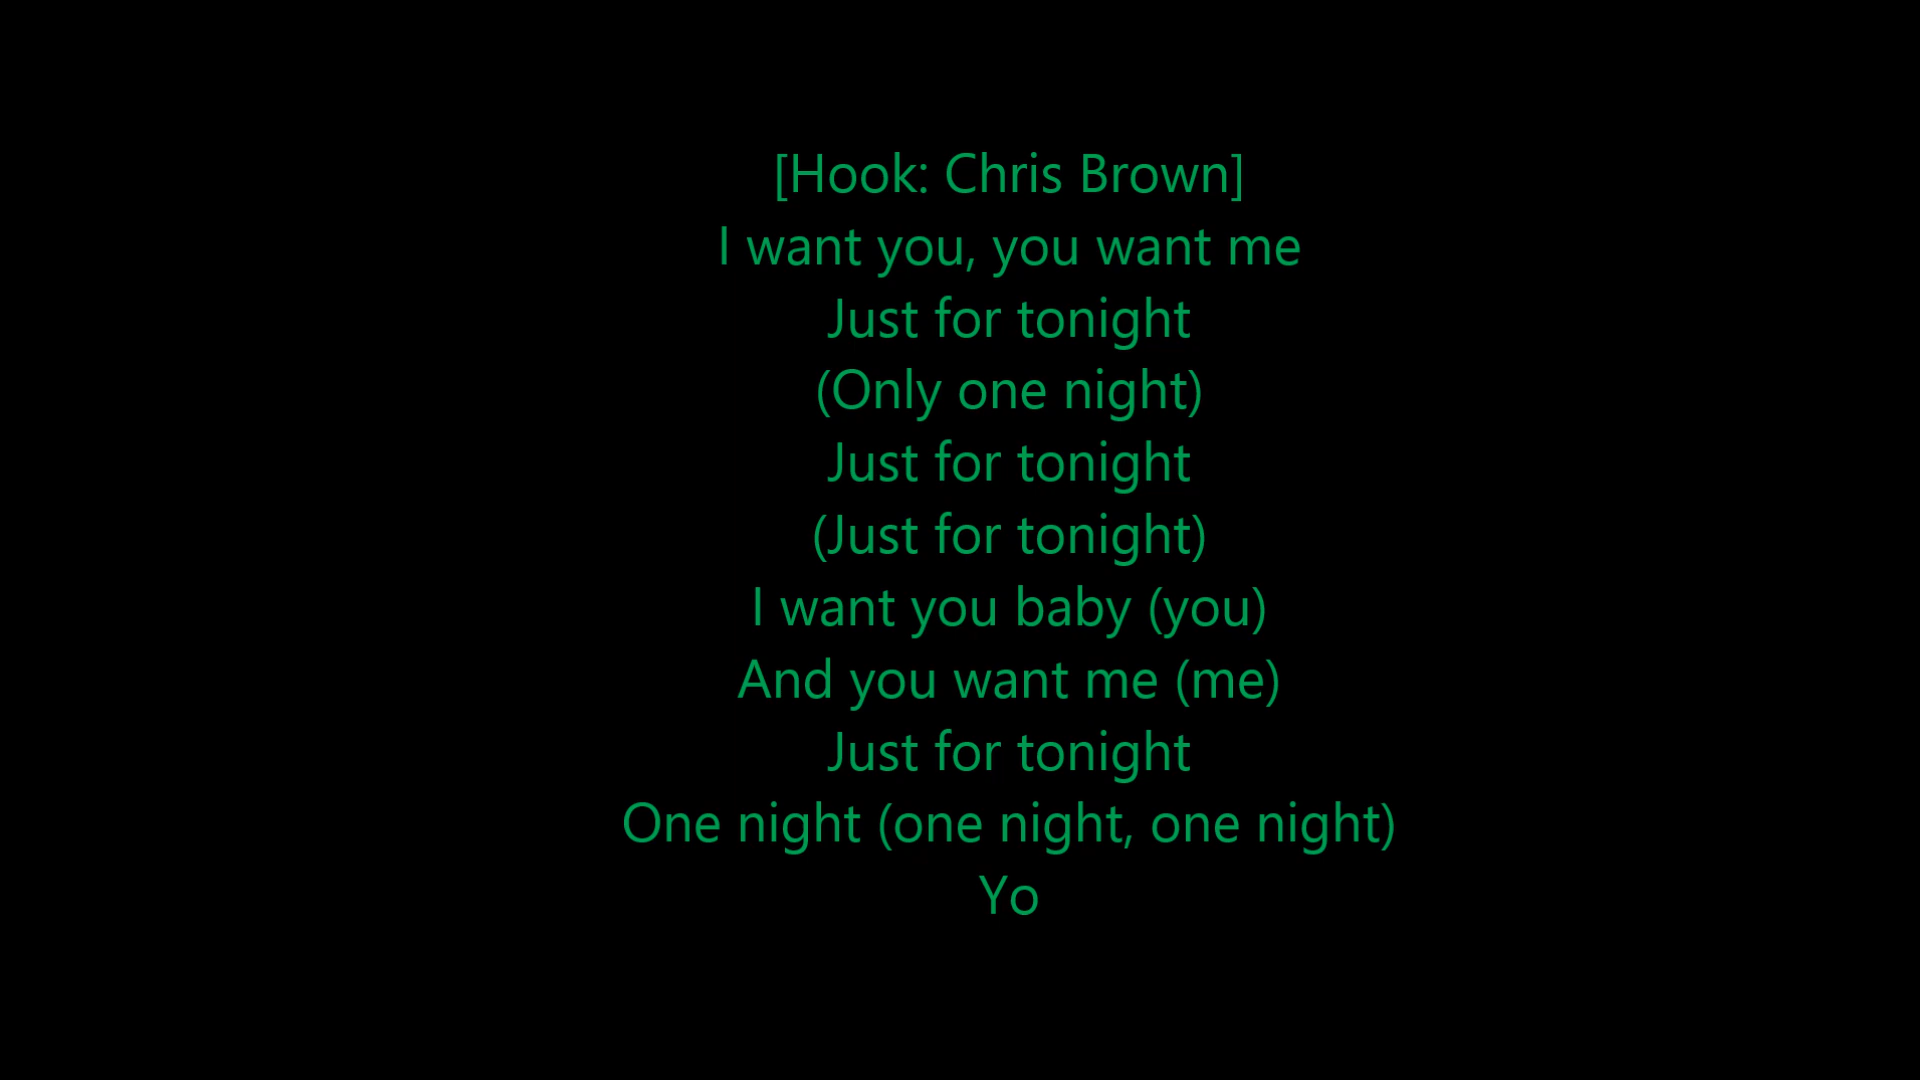 [Hook: Chris Brown]
I want you, you want me
Just for tonight
(Only one night)
Just for tonight
(Just for tonight)
I want you baby (you)
And you want me (me)
Just for tonight
One night (one night, one night)
Yo